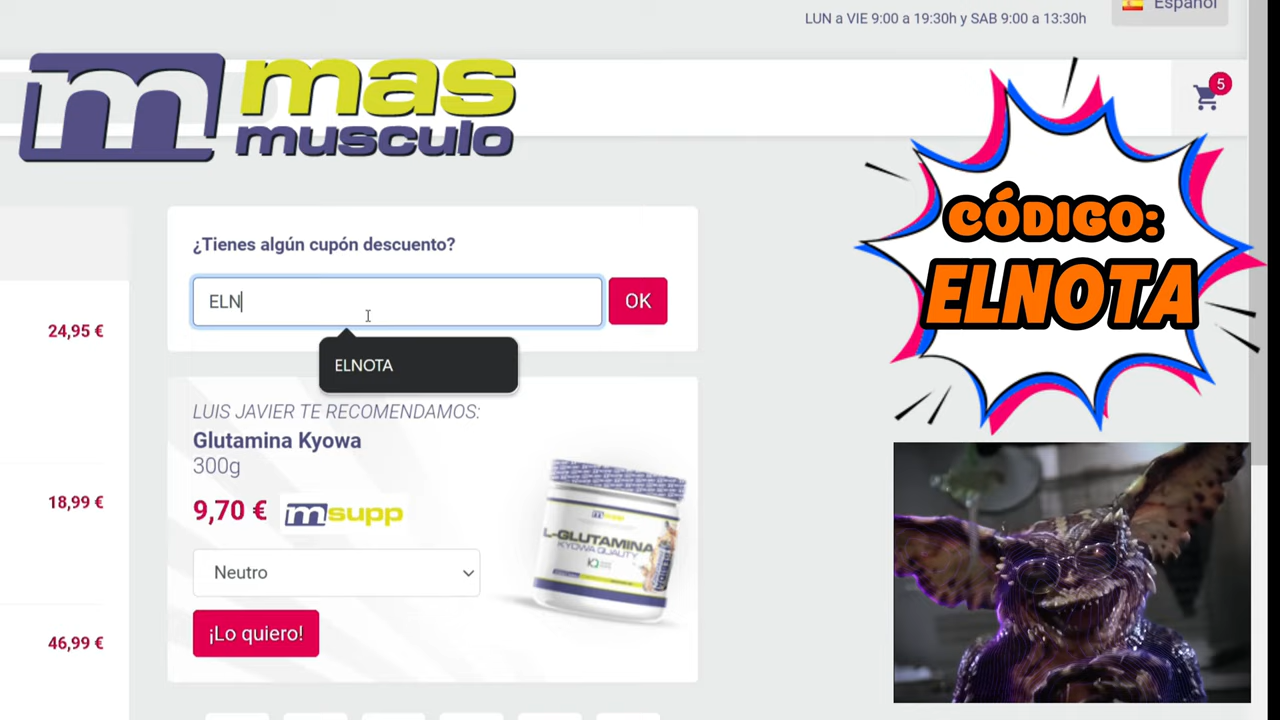 LUN a VIE 9:00 a 19:30h y SAB 9:00 a 13:30h
Español
m mas
musculo
5
¿Tienes algún cupón descuento?
ELN
OK
ELNOTA
24,95 €
18,99 €
46,99 €
LUIS JAVIER TE RECOMENDAMOS:
Glutamina Kyowa
300g
9,70 €
msupp
Neutro
¡Lo quiero!
msupp
L-GLUTAMINA
KYOWA QUALITY
CÓDIGO:
ELNOTA